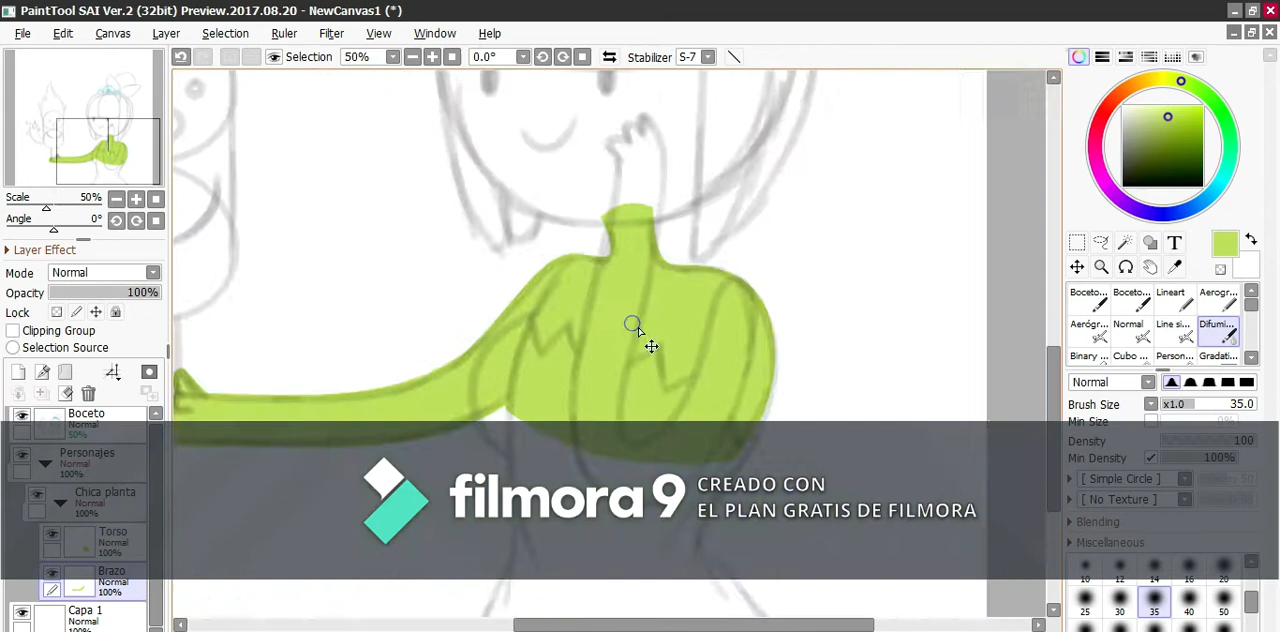 PaintTool SAI Ver.2 (32bit) Preview.2017.08.20 - NewCanvas1 (*)
File Edit Canvas Layer Selection Ruler Filter View Window Help
Selection 50% 0.0° Stabilizer S-7
Scale 50%
Angle 0°
Layer Effect
Mode Normal
Opacity 100%
Lock
Clipping Group
Selection Source
Boceto
Normal
50%
Personajes
Normal
100%
Chica planta
Normal
100%
Torso
Normal
100%
Brazo
Normal
100%
Capa 1
Normal
filmora9
CREADO CON
EL PLAN GRATIS DE FILMORA
T
Boceto... Boceto... Lineart Aerogr...
Aerógr... Normal Line si... Difumi...
Binary ... Cubo ... Person... Gradati...
Normal
Brush Size x1.0 35.0
Min Size 0%
Density 100
Min Density 100%
[ Simple Circle ] 50
[ No Texture ]
Blending
Miscellaneous
10 12 14 16 20
25 30 35 40 50